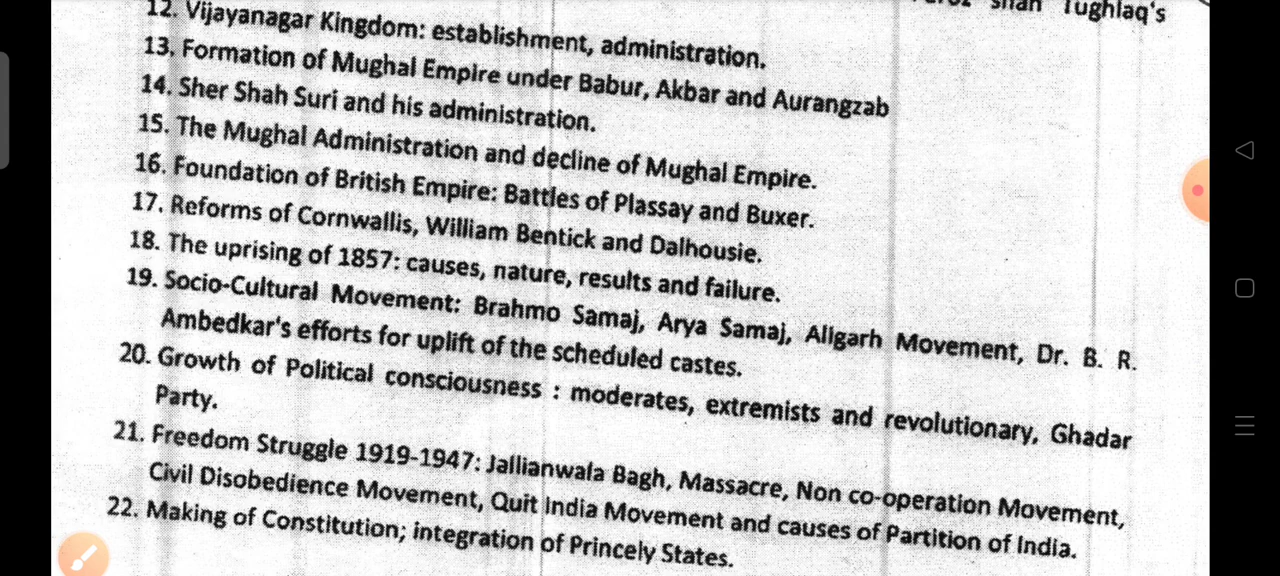 shah Tughlaq's
12. Vijayanagar Kingdom: establishment, administration.
13. Formation of Mughal Empire under Babur, Akbar and Aurangzab
14. Sher Shah Suri and his administration.
15. The Mughal Administration and decline of Mughal Empire.
16. Foundation of British Empire: Battles of Plassay and Buxer.
17. Reforms of Cornwallis, William Bentick and Dalhousie.
18. The uprising of 1857: causes, nature, results and failure.
19. Socio-Cultural Movement: Brahmo Samaj, Arya Samaj, Aligarh Movement, Dr. B. R.
Ambedkar's efforts for uplift of the scheduled castes.
20. Growth of Political consciousness : moderates, extremists and revolutionary, Ghadar
Party.
21. Freedom Struggle 1919-1947: Jallianwala Bagh, Massacre, Non co-operation Movement,
Civil Disobedience Movement, Quit India Movement and causes of Partition of India.
22. Making of Constitution; integration of Princely States.